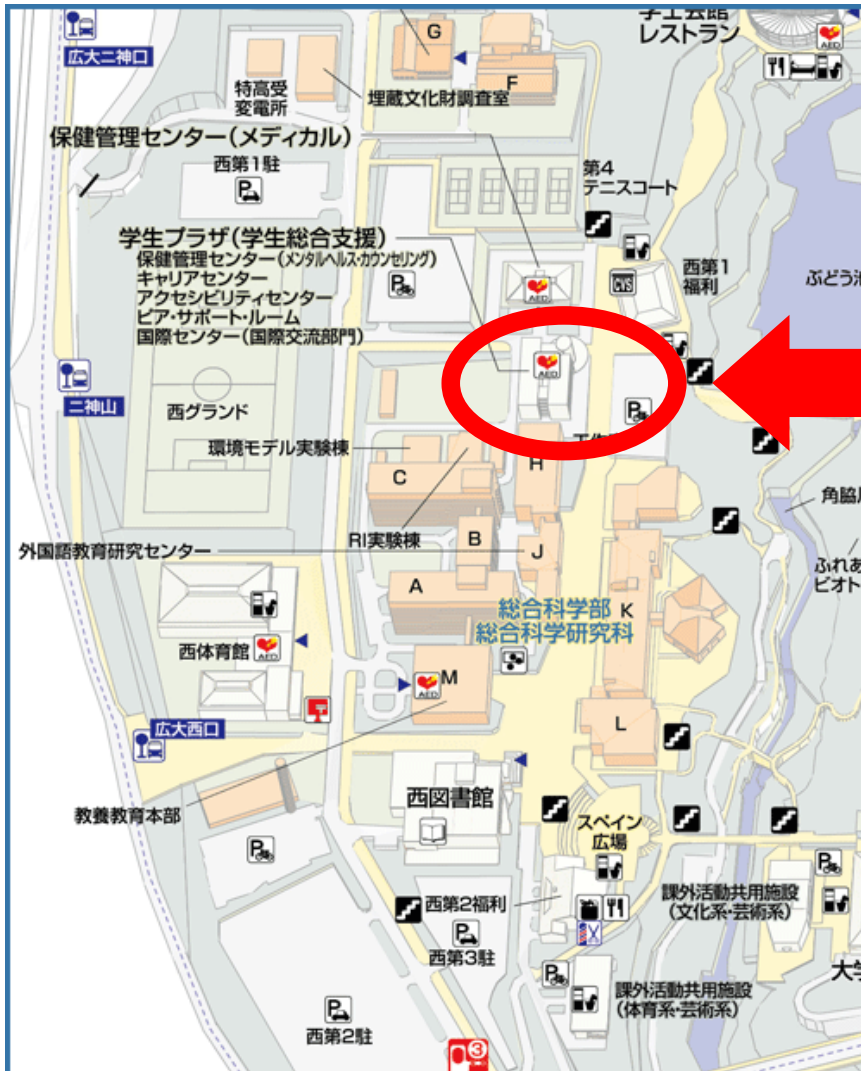 学士会館
レストラン
AED
広大二神口
G
F
特高受
変電所
埋蔵文化財調査室
保健管理センター(メディカル)
西第1駐
P
第4
テニスコート
学生プラザ(学生総合支援)
保健管理センター(メンタルヘルス・カウンセリング)
キャリアセンター
アクセシビリティセンター
ピア・サポート・ルーム
国際センター(国際交流部門)
P
AED
CVS
西第1
福利
ぶどう池
AED
二神山
西グランド
P
環境モデル実験棟
H
C
RI実験棟
B
J
外国語教育研究センター
A
K
総合科学部
総合科学研究科
西体育館
AED
M
AED
L
広大西口
教養教育本部
西図書館
スペイン
広場
P
西第2福利
P
西第3駐
課外活動共用施設
(文化系・芸術系)
P
P
課外活動共用施設
(体育系・芸術系)
P
西第2駐
3